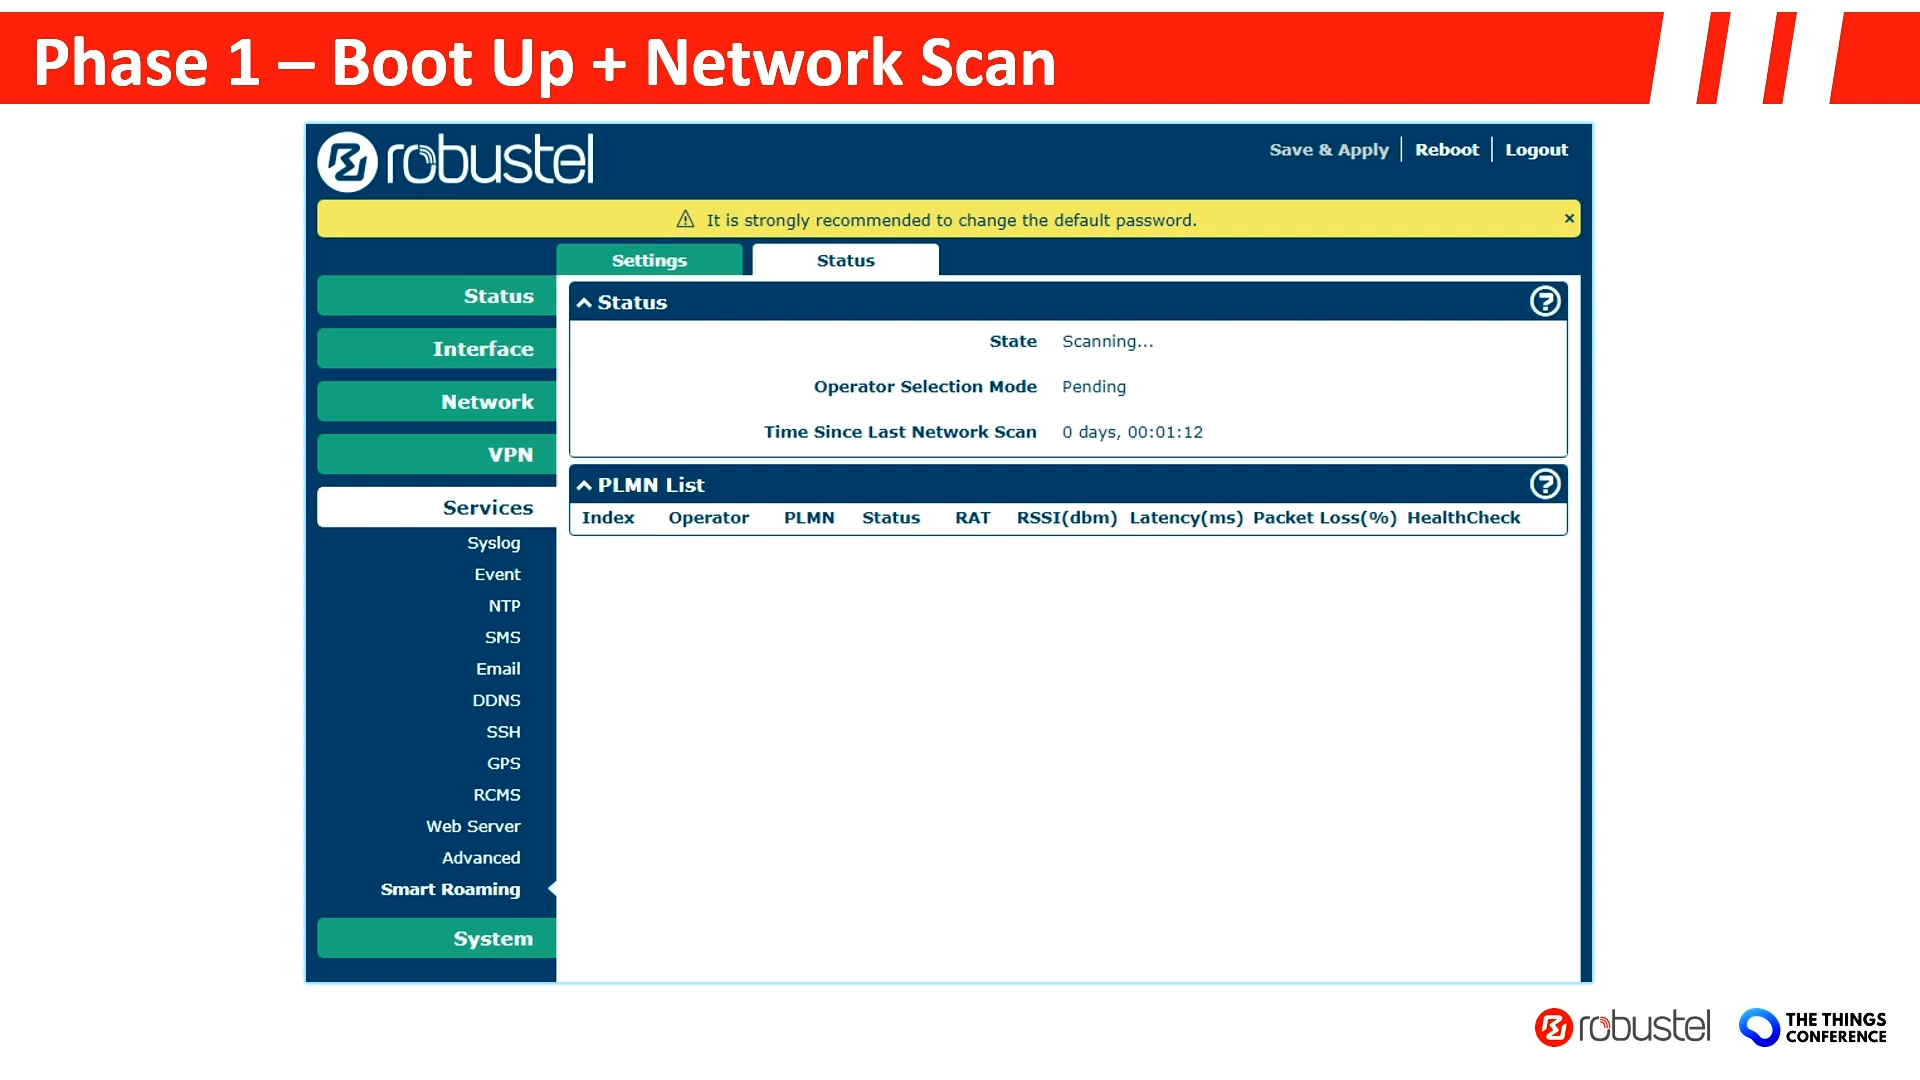 Phase 1 – Boot Up + Network Scan
robustel
Save & Apply Reboot Logout
It is strongly recommended to change the default password. ×
Settings Status
Status
Interface
Network
VPN
Services
Syslog
Event
NTP
SMS
Email
DDNS
SSH
GPS
RCMS
Web Server
Advanced
Smart Roaming
System
Status ?
State Scanning...
Operator Selection Mode Pending
Time Since Last Network Scan 0 days, 00:01:12
PLMN List ?
Index Operator PLMN Status RAT RSSI(dbm) Latency(ms) Packet Loss(%) HealthCheck
robustel
THE THINGS
CONFERENCE